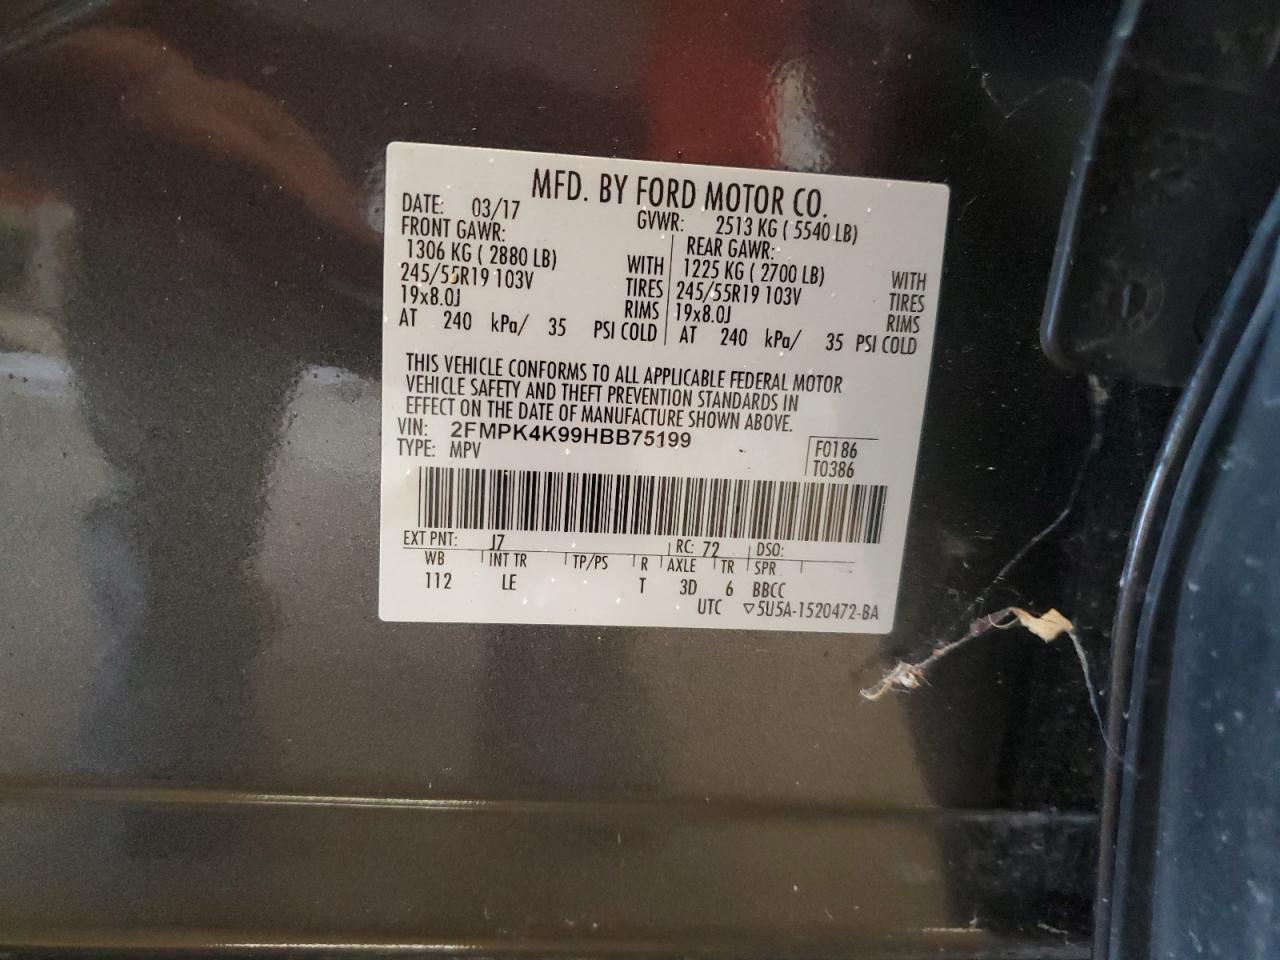 MFD. BY FORD MOTOR CO.
DATE: 03/17 GVWR: 2513 KG ( 5540 LB)
FRONT GAWR: REAR GAWR:
1306 KG ( 2880 LB) WITH 1225 KG ( 2700 LB) WITH
245/55R19 103V TIRES 245/55R19 103V TIRES
19x8.0J RIMS 19x8.0J RIMS
AT 240 kPa/ 35 PSI COLD AT 240 kPa/ 35 PSI COLD
THIS VEHICLE CONFORMS TO ALL APPLICABLE FEDERAL MOTOR
VEHICLE SAFETY AND THEFT PREVENTION STANDARDS IN
EFFECT ON THE DATE OF MANUFACTURE SHOWN ABOVE.
VIN: 2FMPK4K99HBB75199 F0186
TYPE: MPV T0386
EXT PNT: J7 RC: 72 DSO:
WB INT TR TP/PS R AXLE TR SPR
112 LE T 3D 6 BBCC
UTC ▽5U5A-1520472-BA